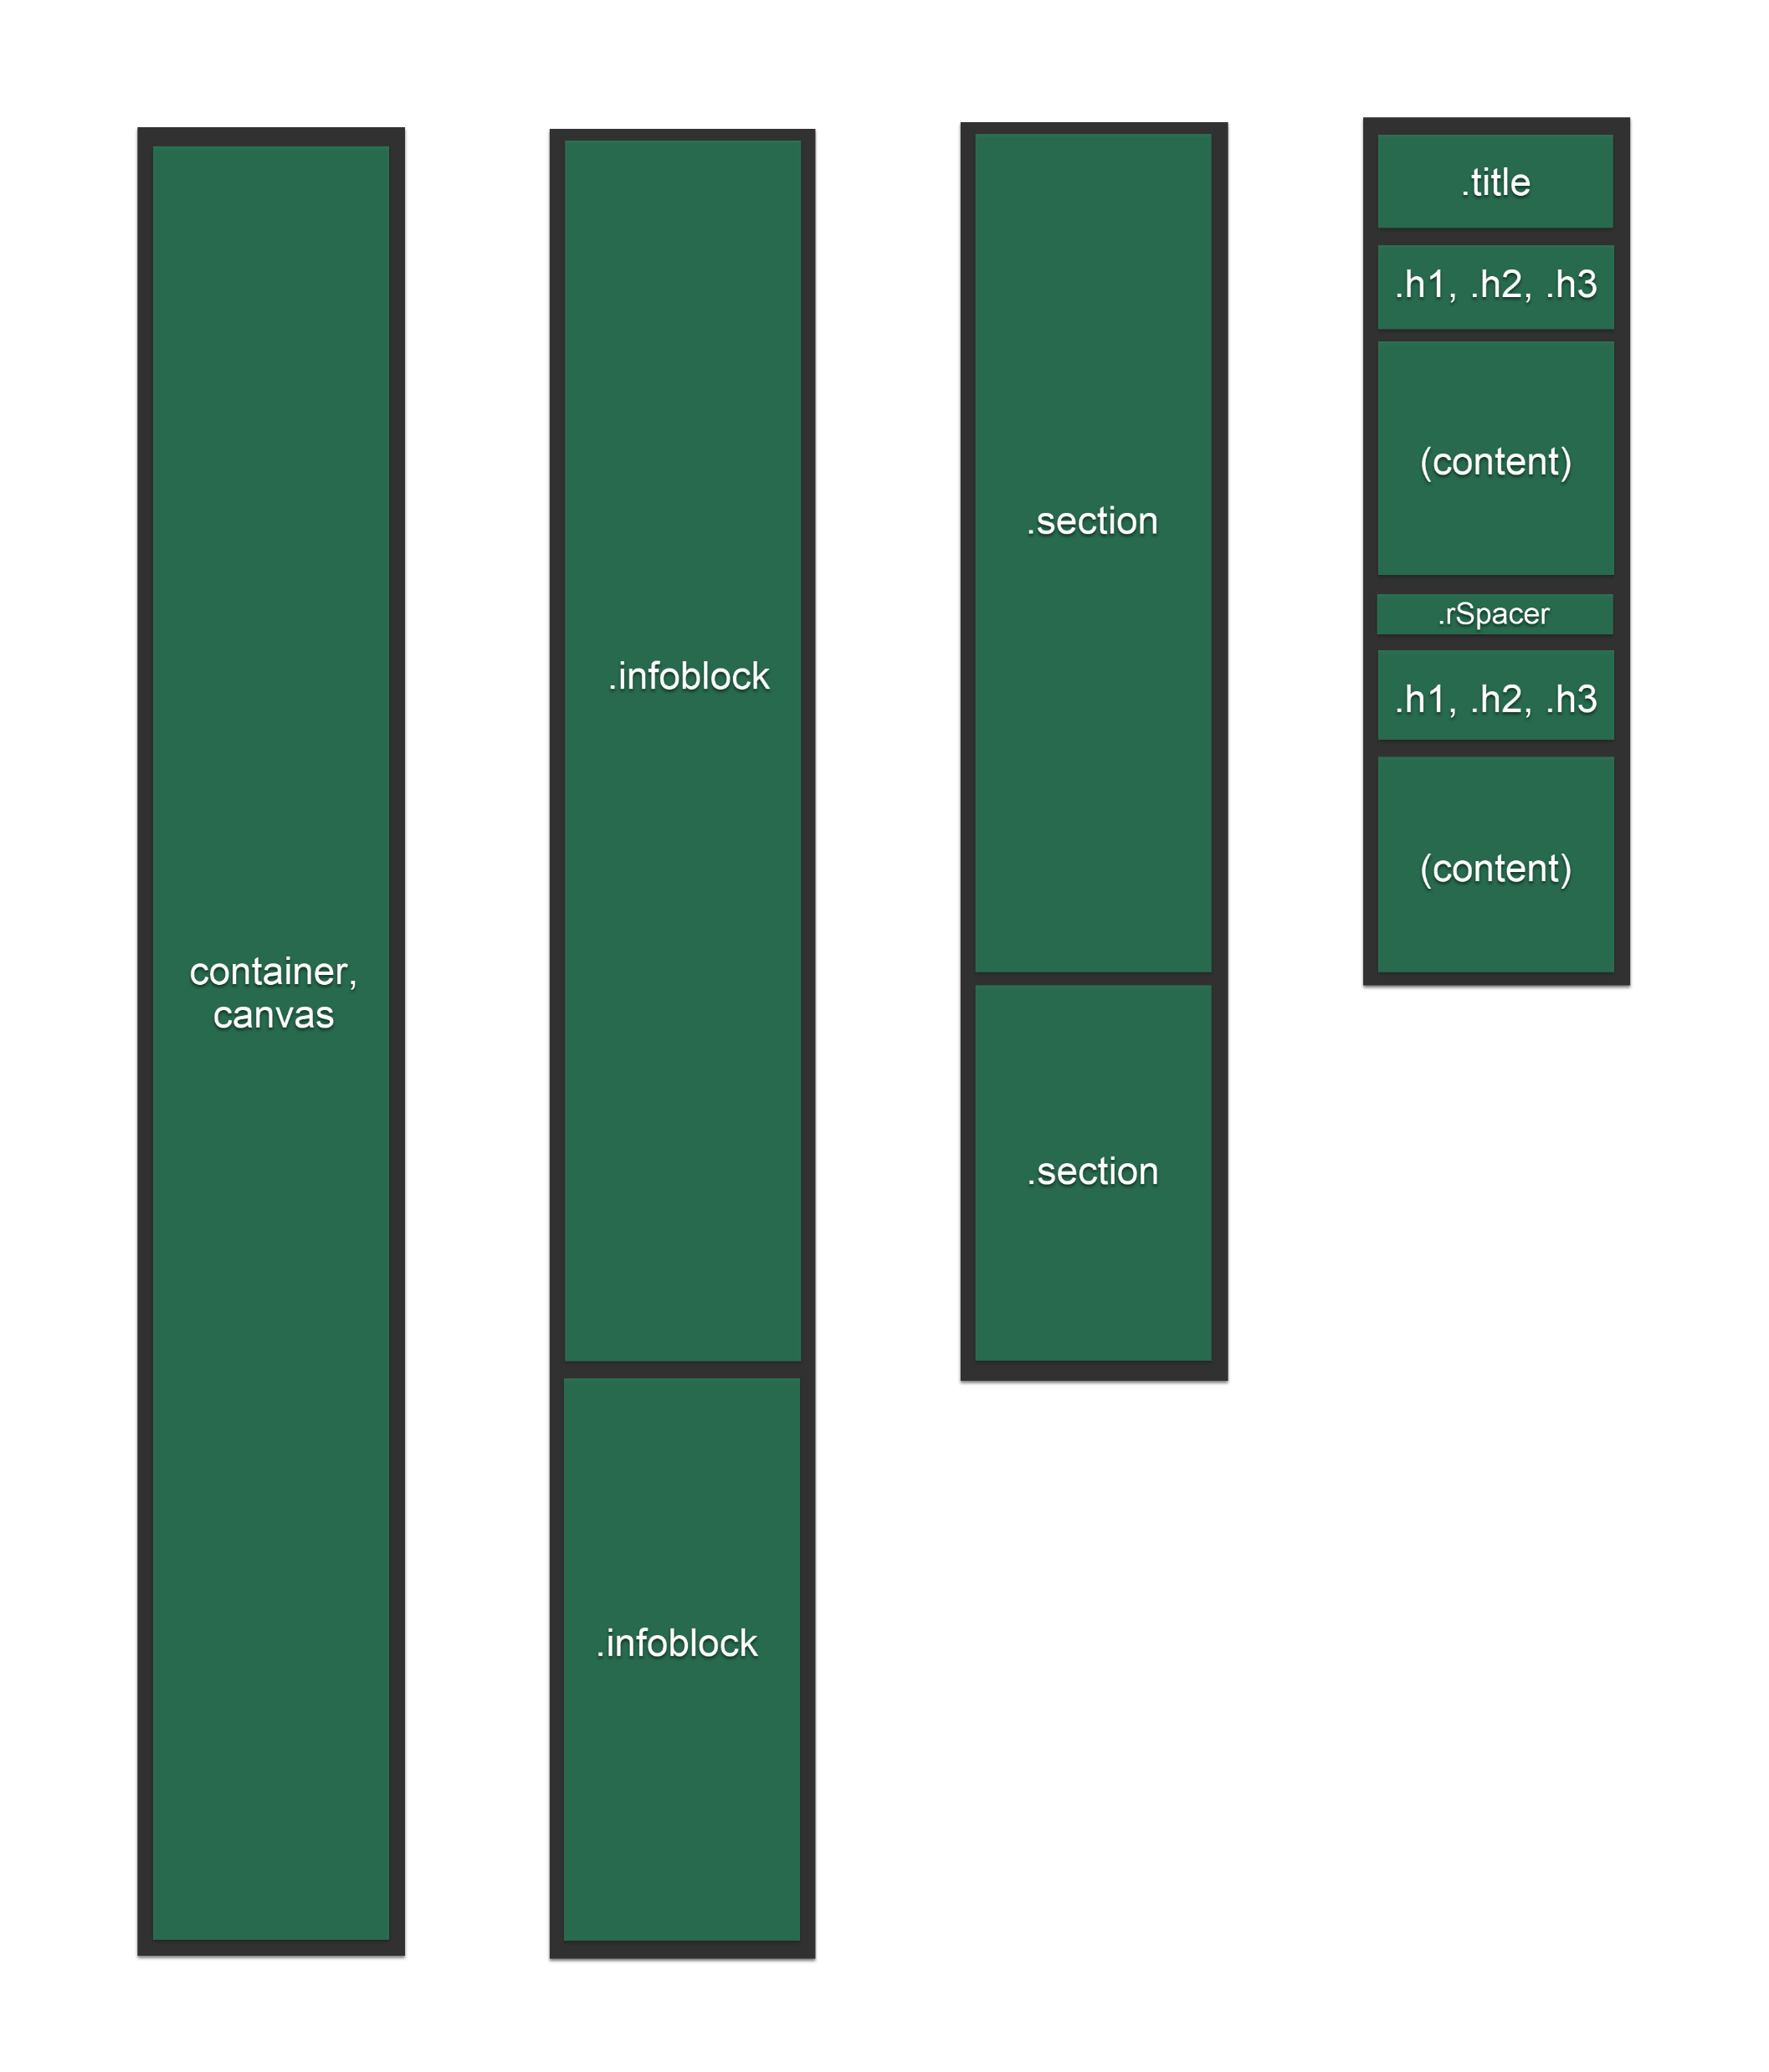 container,
canvas
.infoblock
.infoblock
.section
.section
.title
.h1, .h2, .h3
(content)
.rSpacer
.h1, .h2, .h3
(content)